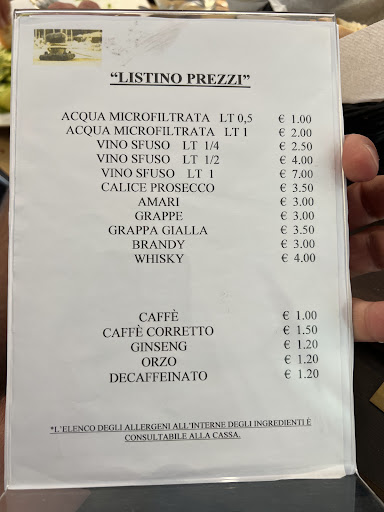 “LISTINO PREZZI”
ACQUA MICROFILTRATA LT 0,5 € 1.00
ACQUA MICROFILTRATA LT 1 € 2.00
VINO SFUSO LT 1/4 € 2.50
VINO SFUSO LT 1/2 € 4.00
VINO SFUSO LT 1 € 7.00
CALICE PROSECCO € 3.50
AMARI € 3.00
GRAPPE € 3.00
GRAPPA GIALLA € 3.50
BRANDY € 3.00
WHISKY € 4.00
CAFFÈ € 1.00
CAFFÈ CORRETTO € 1.50
GINSENG € 1.20
ORZO € 1.20
DECAFFEINATO € 1.20
*L’ELENCO DEGLI ALLERGENI ALL’INTERNE DEGLI INGREDIENTI È
CONSULTABILE ALLA CASSA.